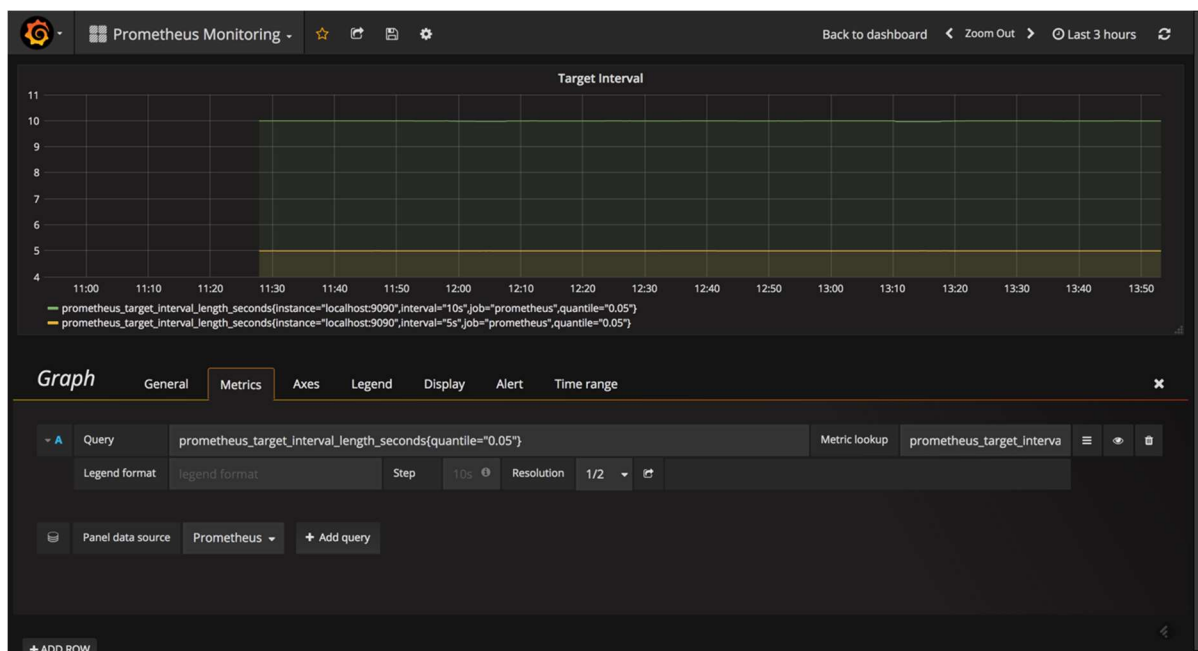 Prometheus Monitoring
Back to dashboard Zoom Out Last 3 hours
Target Interval
11
10
9
8
7
6
5
4
11:00 11:10 11:20 11:30 11:40 11:50 12:00 12:10 12:20 12:30 12:40 12:50 13:00 13:10 13:20 13:30 13:40 13:50
prometheus_target_interval_length_seconds{instance="localhost:9090",interval="10s",job="prometheus",quantile="0.05"}
prometheus_target_interval_length_seconds{instance="localhost:9090",interval="5s",job="prometheus",quantile="0.05"}
Graph General Metrics Axes Legend Display Alert Time range
A Query prometheus_target_interval_length_seconds{quantile="0.05"} Metric lookup prometheus_target_interva
Legend format legend format Step 10s Resolution 1/2
Panel data source Prometheus + Add query
+ ADD ROW